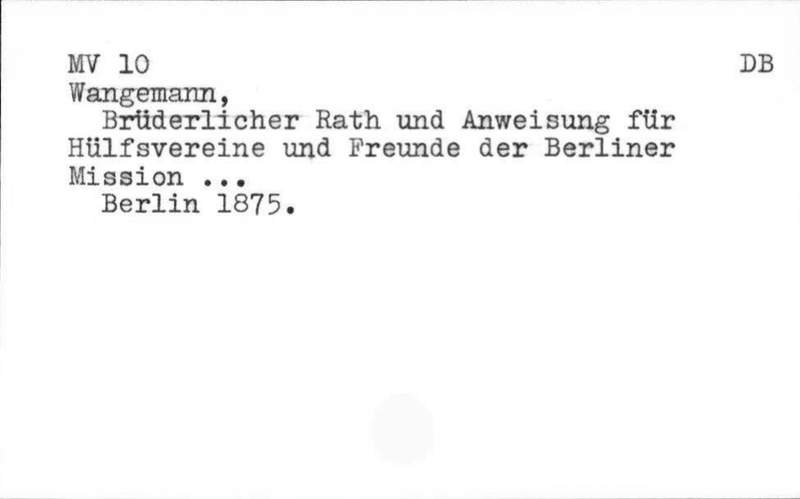 MV 10 DB
Wangemann,
Brüderlicher Rath und Anweisung für
Hülfsvereine und Freunde der Berliner
Mission ...
Berlin 1875.